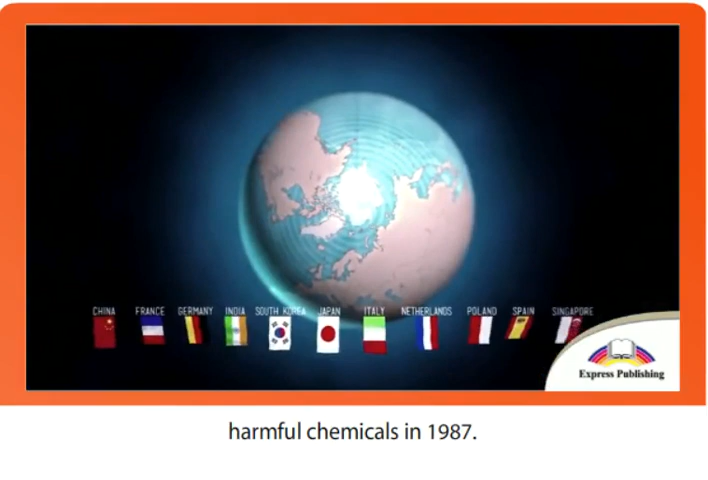 CHINA FRANCE GERMANY INDIA SOUTH KOREA JAPAN ITALY NETHERLANDS POLAND SPAIN SINGAPORE
Express Publishing
harmful chemicals in 1987.